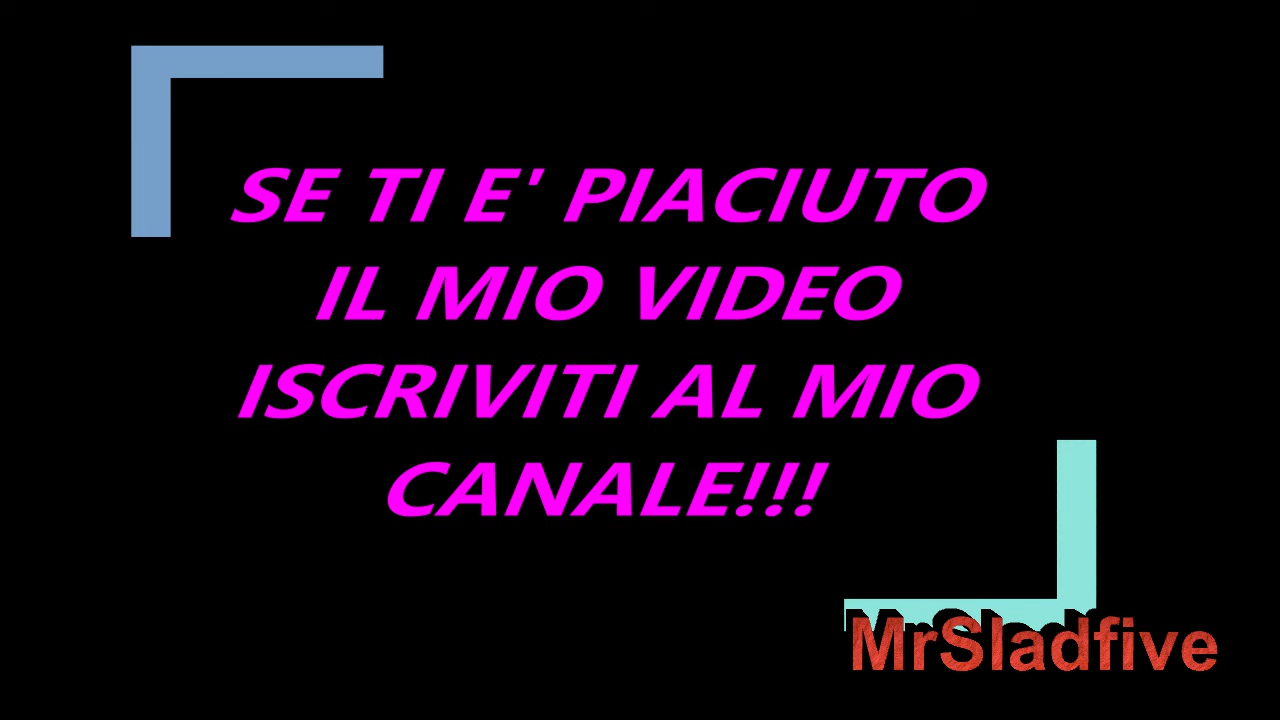 SE TI E' PIACIUTO
IL MIO VIDEO
ISCRIVITI AL MIO
CANALE!!!
MrSladfive